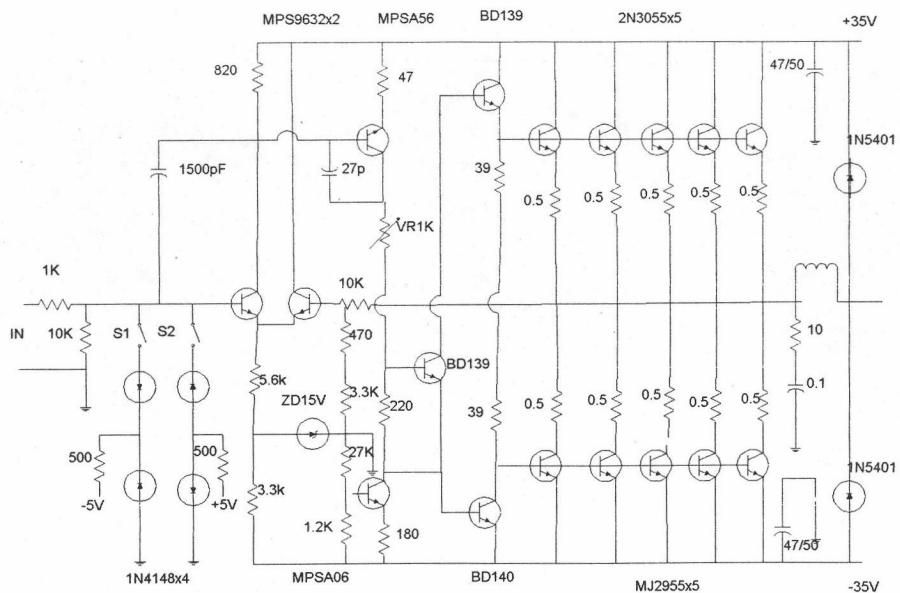 MPS9632x2
MPSA56
BD139
2N3055x5
+35V
820
47
47/50
1N5401
1500pF
27p
39
0.5
0.5
0.5
0.5
0.5
VR1K
1K
10K
IN
10K
S1
S2
470
10
BD139
5.6k
3.3K
ZD15V
220
39
0.5
0.5
0.5
0.5
0.5
0.1
500
500
27K
1N5401
-5V
+5V
3.3k
1.2K
180
47/50
1N4148x4
MPSA06
BD140
MJ2955x5
-35V